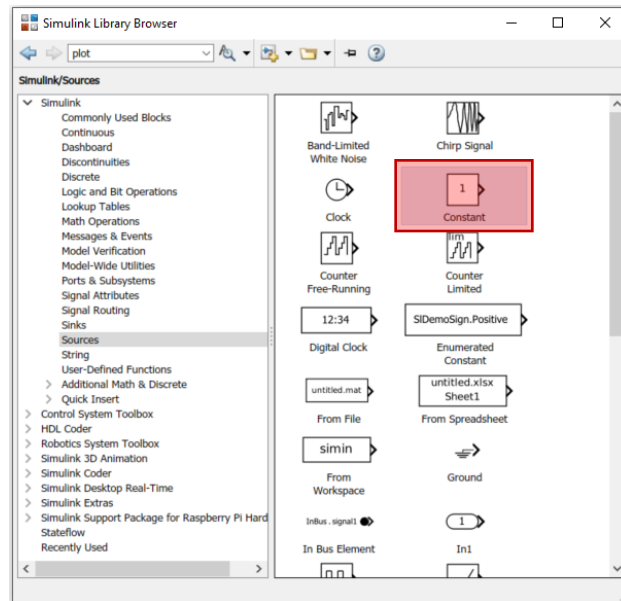 Simulink Library Browser
plot
Simulink/Sources
Simulink
Commonly Used Blocks
Continuous
Dashboard
Discontinuities
Discrete
Logic and Bit Operations
Lookup Tables
Math Operations
Messages & Events
Model Verification
Model-Wide Utilities
Ports & Subsystems
Signal Attributes
Signal Routing
Sinks
Sources
String
User-Defined Functions
Additional Math & Discrete
Quick Insert
Control System Toolbox
HDL Coder
Robotics System Toolbox
Simulink 3D Animation
Simulink Coder
Simulink Desktop Real-Time
Simulink Extras
Simulink Support Package for Raspberry Pi Hard
Stateflow
Recently Used
Band-Limited
White Noise
Chirp Signal
Clock
1
Constant
Counter
Free-Running
lim
Counter
Limited
12:34
Digital Clock
SlDemoSign.Positive
Enumerated
Constant
untitled.mat
From File
untitled.xlsx
Sheet1
From Spreadsheet
simin
From
Workspace
Ground
InBus.signal1
In Bus Element
1
In1